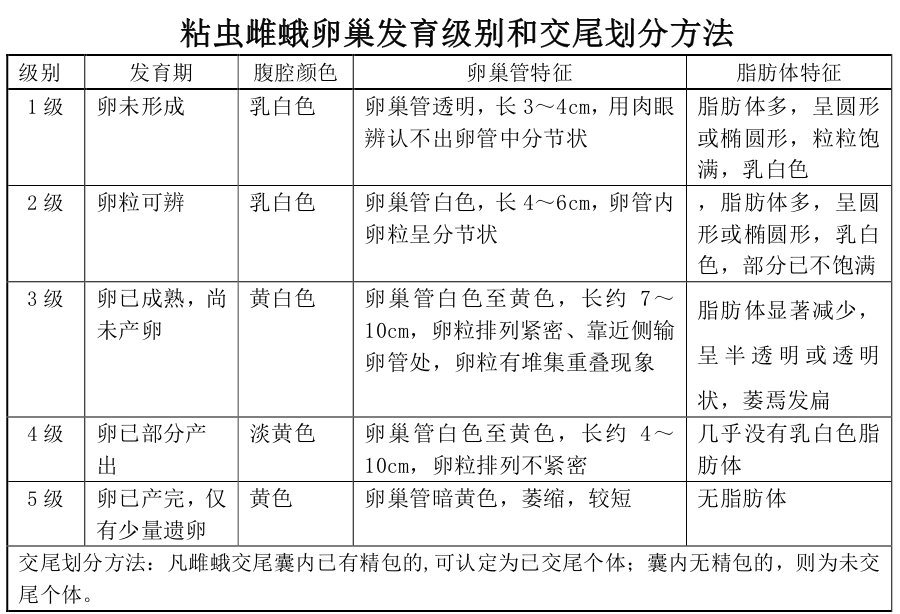 粘虫雌蛾卵巢发育级别和交尾划分方法
级别 发育期 腹腔颜色 卵巢管特征 脂肪体特征
1级 卵未形成 乳白色 卵巢管透明，长 3～4cm，用肉眼 脂肪体多，呈圆形
辨认不出卵管中分节状 或椭圆形，粒粒饱
满，乳白色
2级 卵粒可辨 乳白色 卵巢管白色，长 4～6cm，卵管内 ，脂肪体多，呈圆
卵粒呈分节状 形或椭圆形，乳白
色，部分已不饱满
3级 卵已成熟，尚 黄白色 卵巢管白色至黄色，长约 7～ 脂肪体显著减少，
未产卵 10cm，卵粒排列紧密、靠近侧输 呈半透明或透明
卵管处，卵粒有堆集重叠现象 状，萎焉发扁
4级 卵已部分产 淡黄色 卵巢管白色至黄色，长约 4～ 几乎没有乳白色脂
出 10cm，卵粒排列不紧密 肪体
5级 卵已产完，仅 黄色 卵巢管暗黄色，萎缩，较短 无脂肪体
有少量遗卵
交尾划分方法：凡雌蛾交尾囊内已有精包的,可认定为已交尾个体；囊内无精包的，则为未交
尾个体。